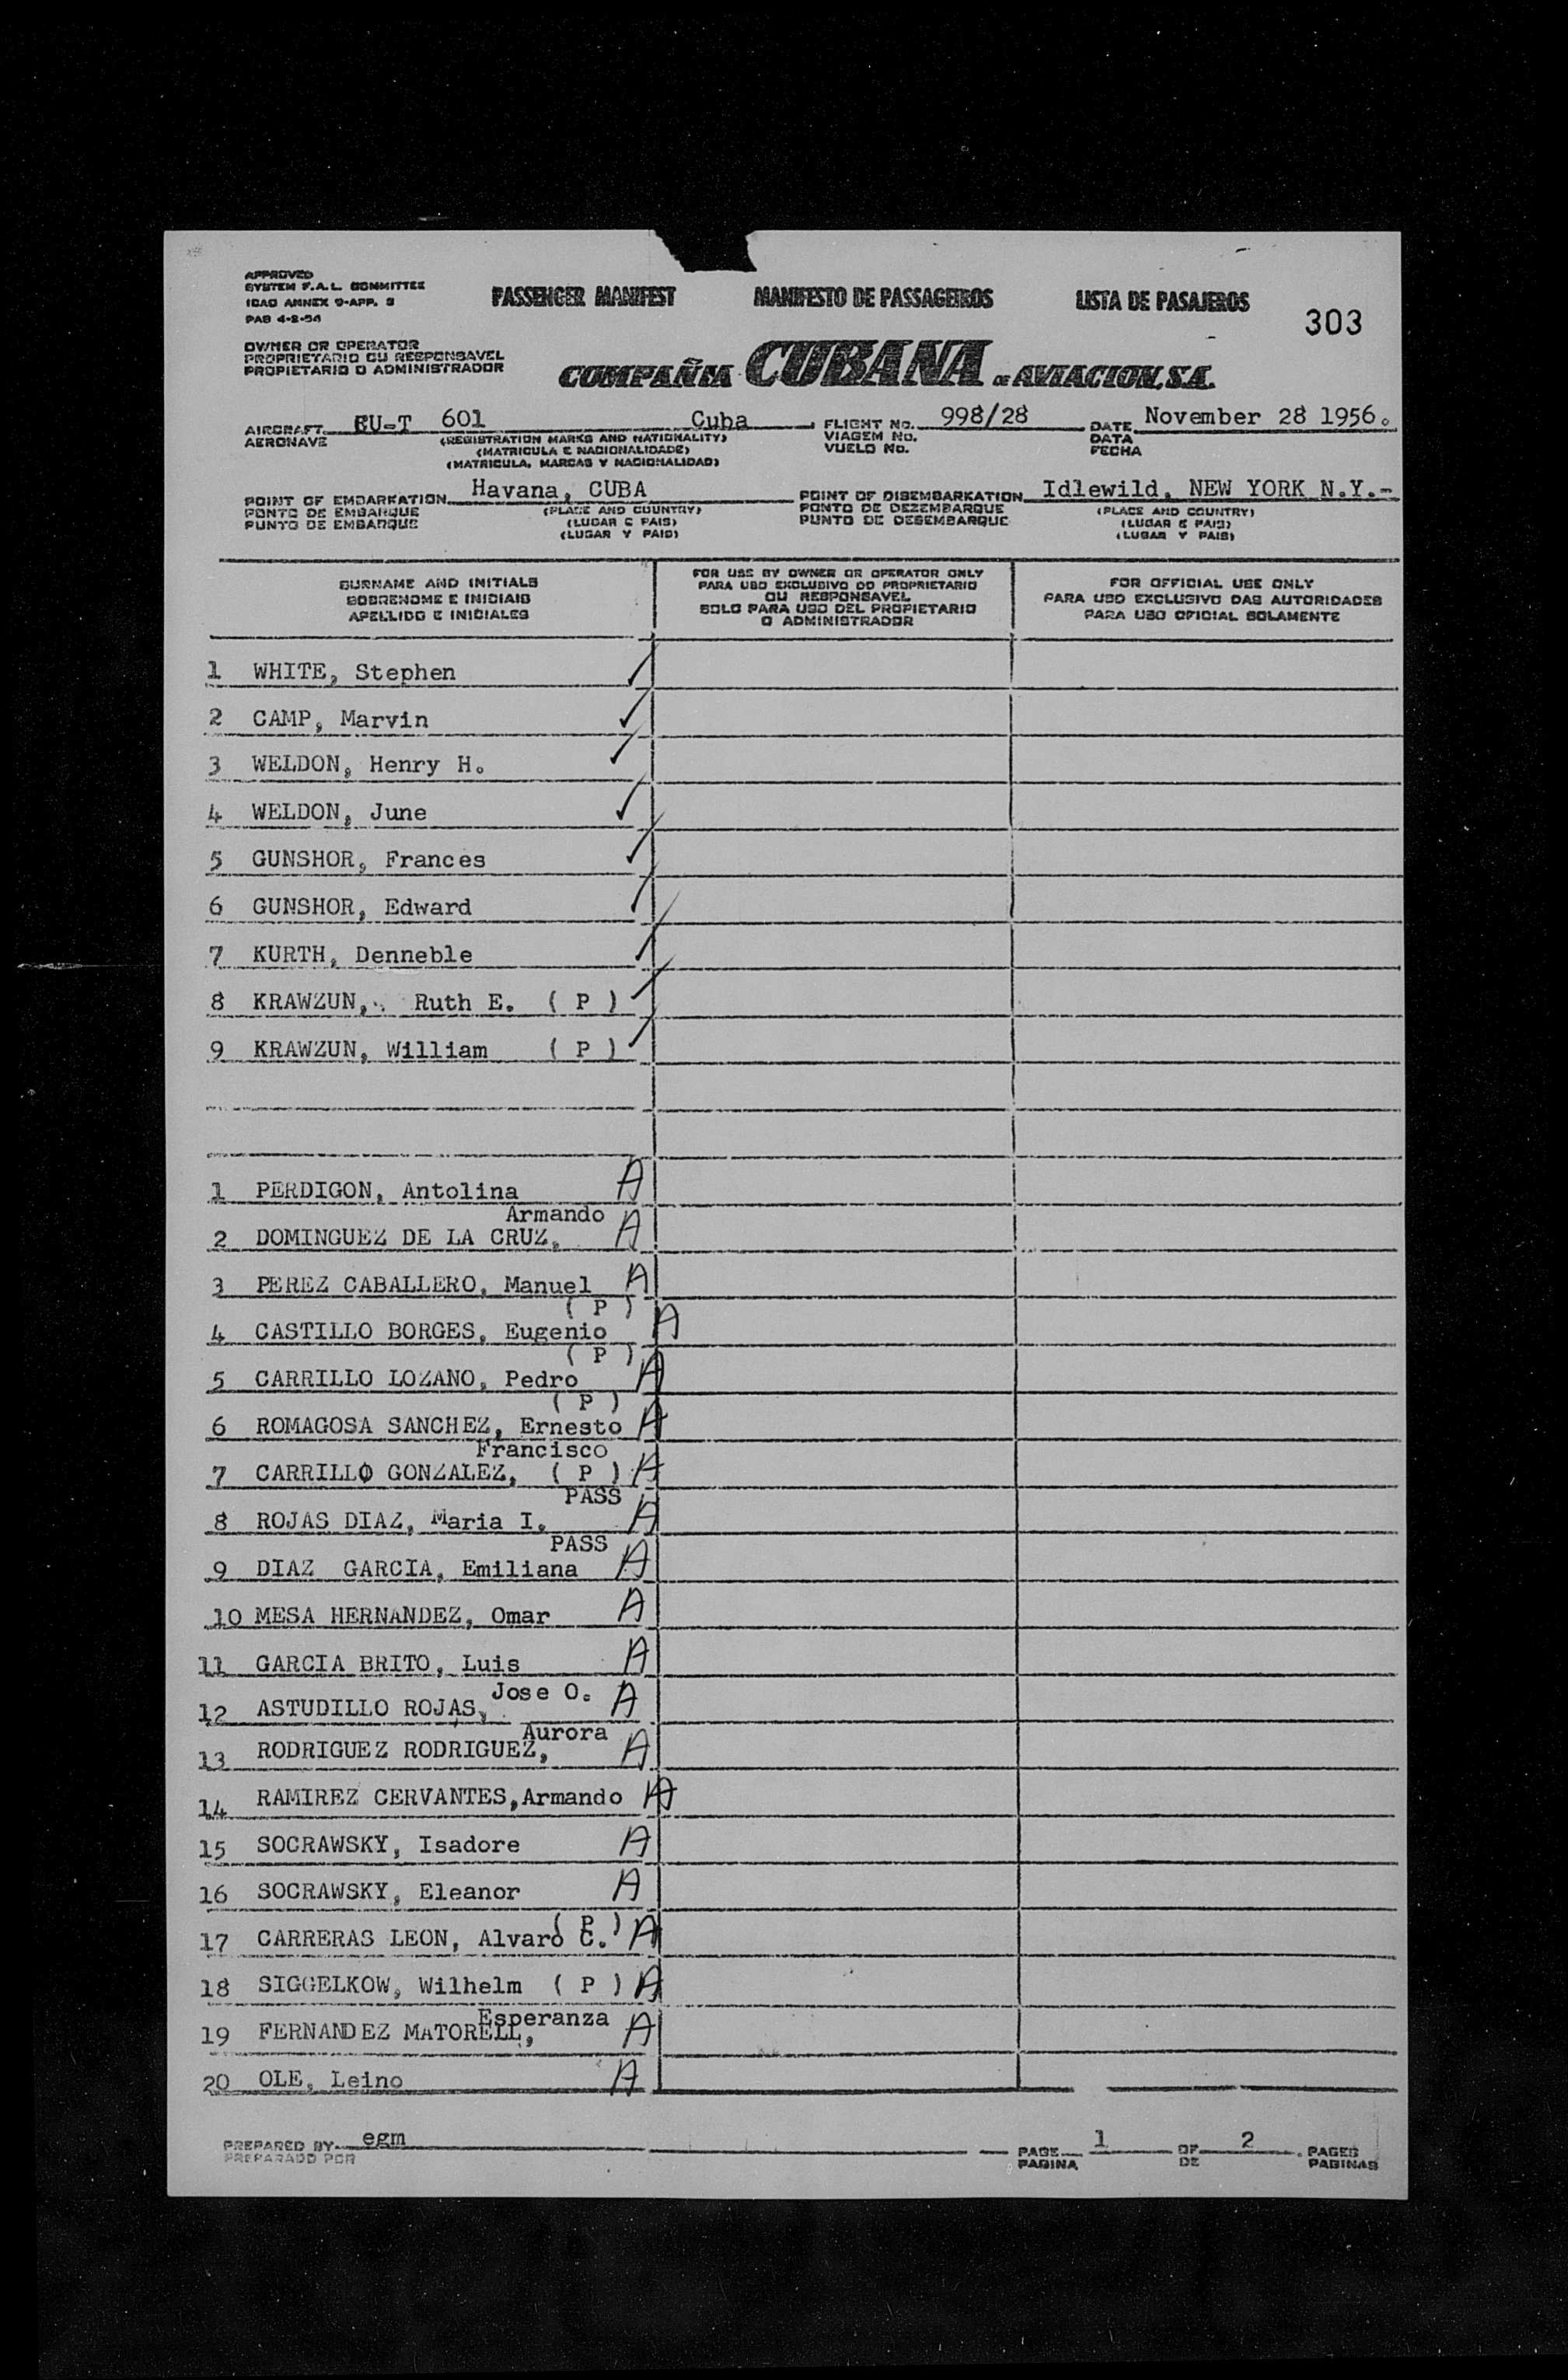 APPROVED
SYSTEM F.A.L. COMMITTEE
ICAO ANNEX 9-APP. 3
PAB 4-2-54
PASSENGER MANIFEST MANIFESTO DE PASSAGEIROS LISTA DE PASAJEROS
303
OWNER OR OPERATOR
PROPRIETARIO OU RESPONSAVEL
PROPIETARIO O ADMINISTRADOR
COMPAÑIA CUBANA DE AVIACION, S.A.
AIRCRAFT CU-T 601 Cuba FLIGHT No. 998/28 DATE November 28 1956.
AERONAVE (REGISTRATION MARKS AND NATIONALITY) VIAGEM No. DATA
(MATRICULA E NACIONALIDADE) VUELO No. FECHA
(MATRICULA, MARCAS Y NACIONALIDAD)
POINT OF EMBARKATION Havana, CUBA POINT OF DISEMBARKATION Idlewild, NEW YORK N.Y.-
PONTO DE EMBARQUE (PLACE AND COUNTRY) PONTO DE DEZEMBARQUE (PLACE AND COUNTRY)
PUNTO DE EMBARQUE (LUGAR E PAIS) PUNTO DE DESEMBARQUE (LUGAR E PAIS)
(LUGAR Y PAIS) (LUGAR Y PAIS)
SURNAME AND INITIALS
SOBRENOME E INICIAIS
APELLIDO E INICIALES
FOR USE BY OWNER OR OPERATOR ONLY
PARA USO EXCLUSIVO DO PROPRIETARIO
OU RESPONSAVEL
SOLO PARA USO DEL PROPIETARIO
O ADMINISTRADOR
FOR OFFICIAL USE ONLY
PARA USO EXCLUSIVO DAS AUTORIDADES
PARA USO OFICIAL SOLAMENTE
1 WHITE, Stephen ✓
2 CAMP, Marvin ✓
3 WELDON, Henry H. ✓
4 WELDON, June ✓
5 GUNSHOR, Frances ✓
6 GUNSHOR, Edward ✓
7 KURTH, Denneble ✓
8 KRAWZUN, Ruth E. ( P ) ✓
9 KRAWZUN, William ( P ) ✓
1 PERDIGON, Antolina A
Armando
2 DOMINGUEZ DE LA CRUZ, A
3 PEREZ CABALLERO, Manuel A
( P )
4 CASTILLO BORGES, Eugenio A
( P )
5 CARRILLO LOZANO, Pedro A
( P )
6 ROMAGOSA SANCHEZ, Ernesto A
Francisco
7 CARRILLO GONZALEZ, ( P ) A
PASS
8 ROJAS DIAZ, Maria I. A
PASS
9 DIAZ GARCIA, Emiliana A
10 MESA HERNANDEZ, Omar A
11 GARCIA BRITO, Luis A
Jose O.
12 ASTUDILLO ROJAS, A
Aurora
13 RODRIGUEZ RODRIGUEZ, A
14 RAMIREZ CERVANTES, Armando A
15 SOCRAWSKY, Isadore A
16 SOCRAWSKY, Eleanor A
( P )
17 CARRERAS LEON, Alvaro C. A
18 SIGGELKOW, Wilhelm ( P ) A
Esperanza
19 FERNANDEZ MATORELL, A
20 OLE, Leino A
PREPARED BY egm PAGE 1 OF 2 PAGES
PREPARADO POR PAGINA DE PAGINAS